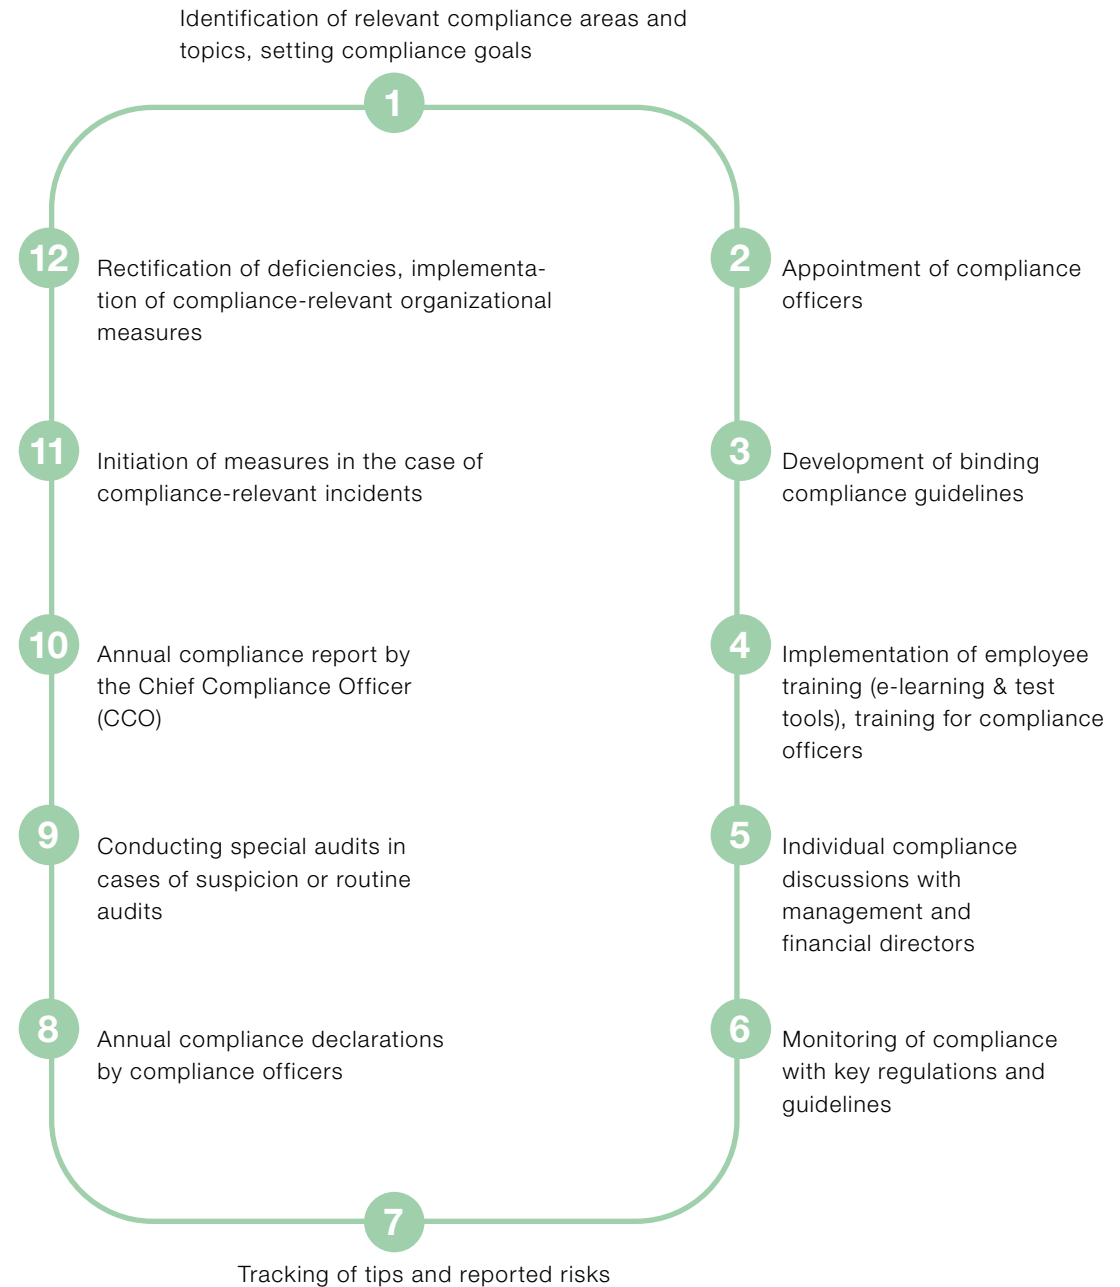 Identification of relevant compliance areas and
topics, setting compliance goals
1
2
Appointment of compliance
officers
3
Development of binding
compliance guidelines
4
Implementation of employee
training (e-learning & test
tools), training for compliance
officers
5
Individual compliance
discussions with
management and
financial directors
6
Monitoring of compliance
with key regulations and
guidelines
7
Tracking of tips and reported risks
8
Annual compliance declarations
by compliance officers
9
Conducting special audits in
cases of suspicion or routine
audits
10
Annual compliance report by
the Chief Compliance Officer
(CCO)
11
Initiation of measures in the case of
compliance-relevant incidents
12
Rectification of deficiencies, implementa-
tion of compliance-relevant organizational
measures